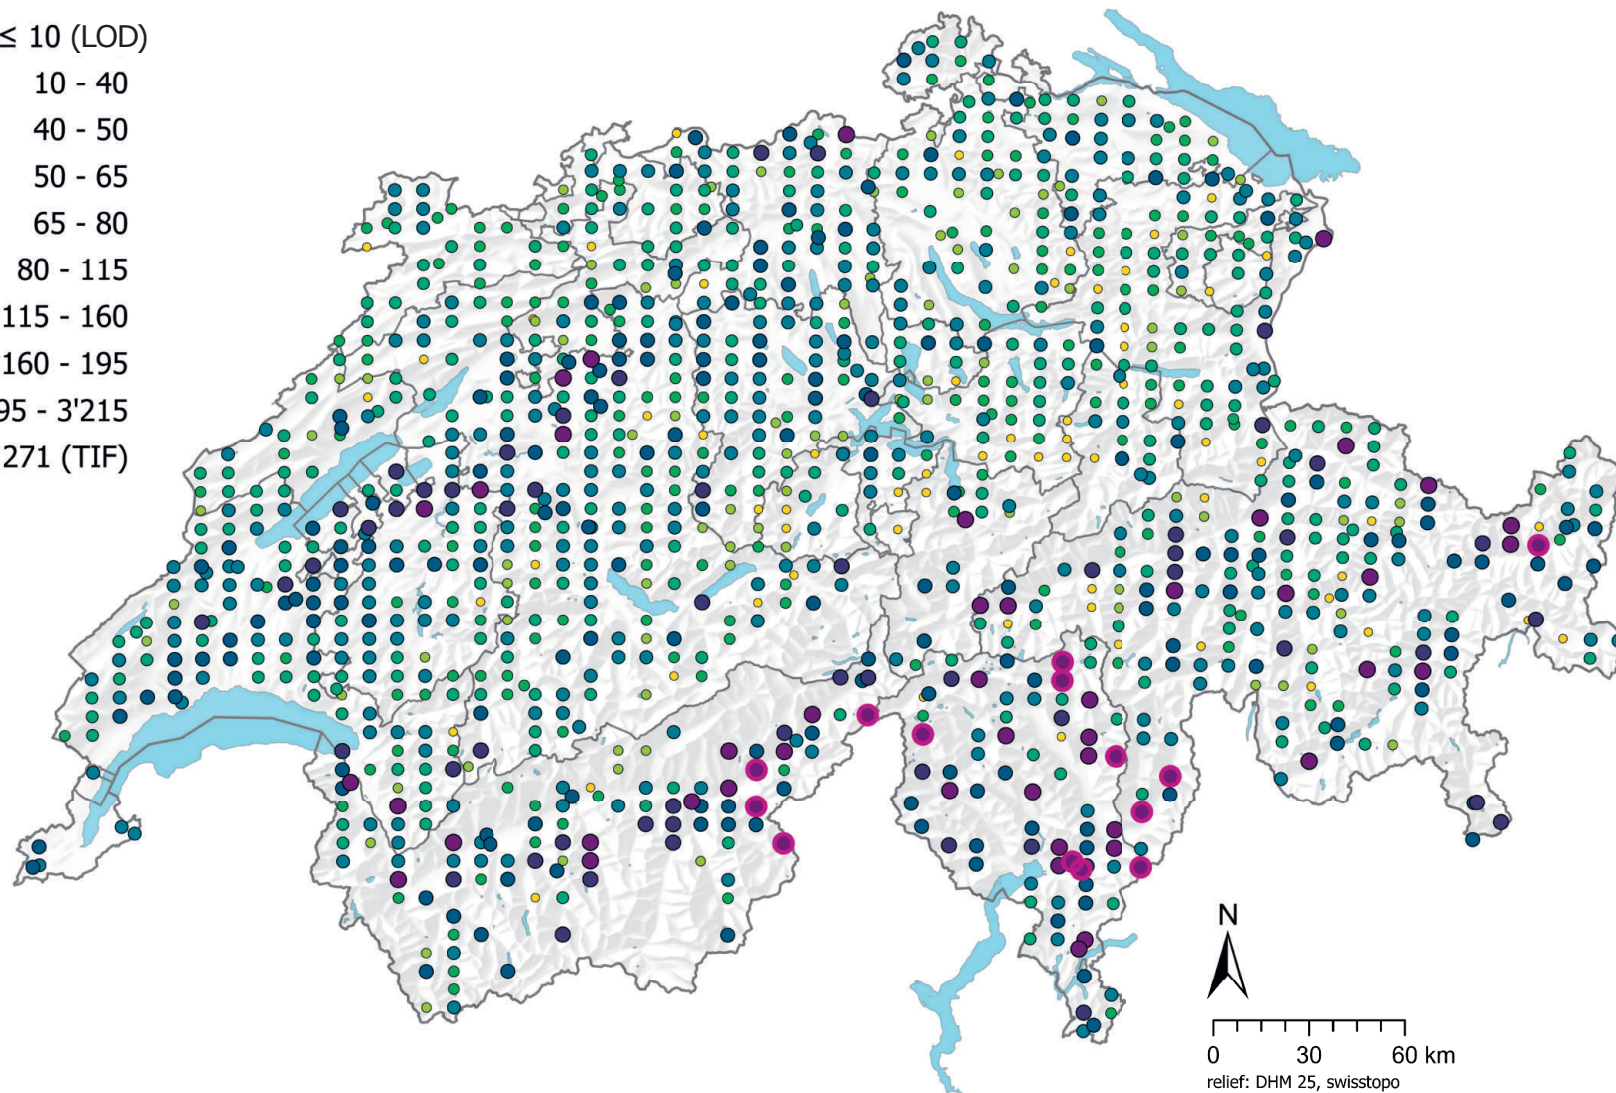 ≤ 10 (LOD)
10 - 40
40 - 50
50 - 65
65 - 80
80 - 115
115 - 160
160 - 195
95 - 3'215
271 (TIF)
N
0 30 60 km
relief: DHM 25, swisstopo